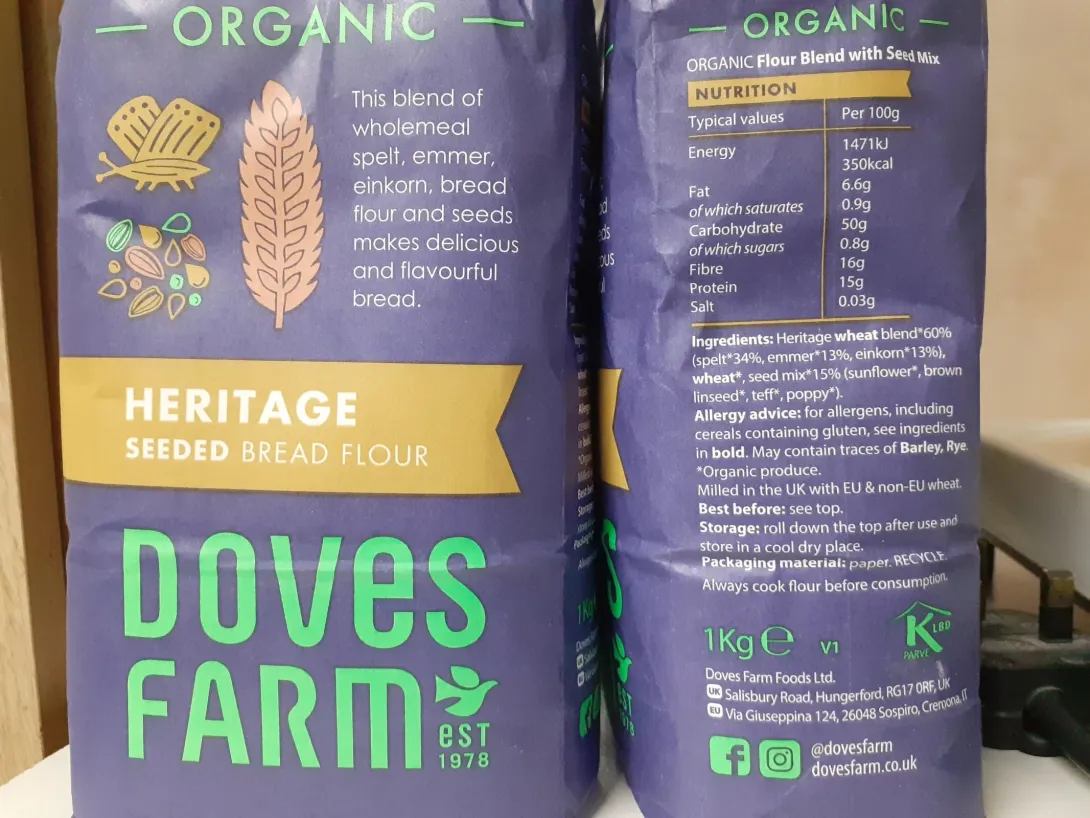 ORGANIC
This blend of
wholemeal
spelt, emmer,
einkorn, bread
flour and seeds
makes delicious
and flavourful
bread.
HERITAGE
SEEDED BREAD FLOUR
DOVES
FARM
EST
1978
ORGANIC
ORGANIC Flour Blend with Seed Mix
NUTRITION
Typical values Per 100g
Energy 1471kJ
350kcal
Fat 6.6g
of which saturates 0.9g
Carbohydrate 50g
of which sugars 0.8g
Fibre 16g
Protein 15g
Salt 0.03g
Ingredients: Heritage wheat blend*60%
(spelt*34%, emmer*13%, einkorn*13%),
wheat*, seed mix*15% (sunflower*, brown
linseed*, teff*, poppy*).
Allergy advice: for allergens, including
cereals containing gluten, see ingredients
in bold. May contain traces of Barley, Rye.
*Organic produce.
Milled in the UK with EU & non-EU wheat.
Best before: see top.
Storage: roll down the top after use and
store in a cool dry place.
Packaging material: paper. RECYCLE.
Always cook flour before consumption.
1Kg e V1
K LBD
PARVE
Doves Farm Foods Ltd.
UK Salisbury Road, Hungerford, RG17 0RF, UK
EU Via Giuseppina 124, 26048 Sospiro, Cremona, IT
@dovesfarm
dovesfarm.co.uk